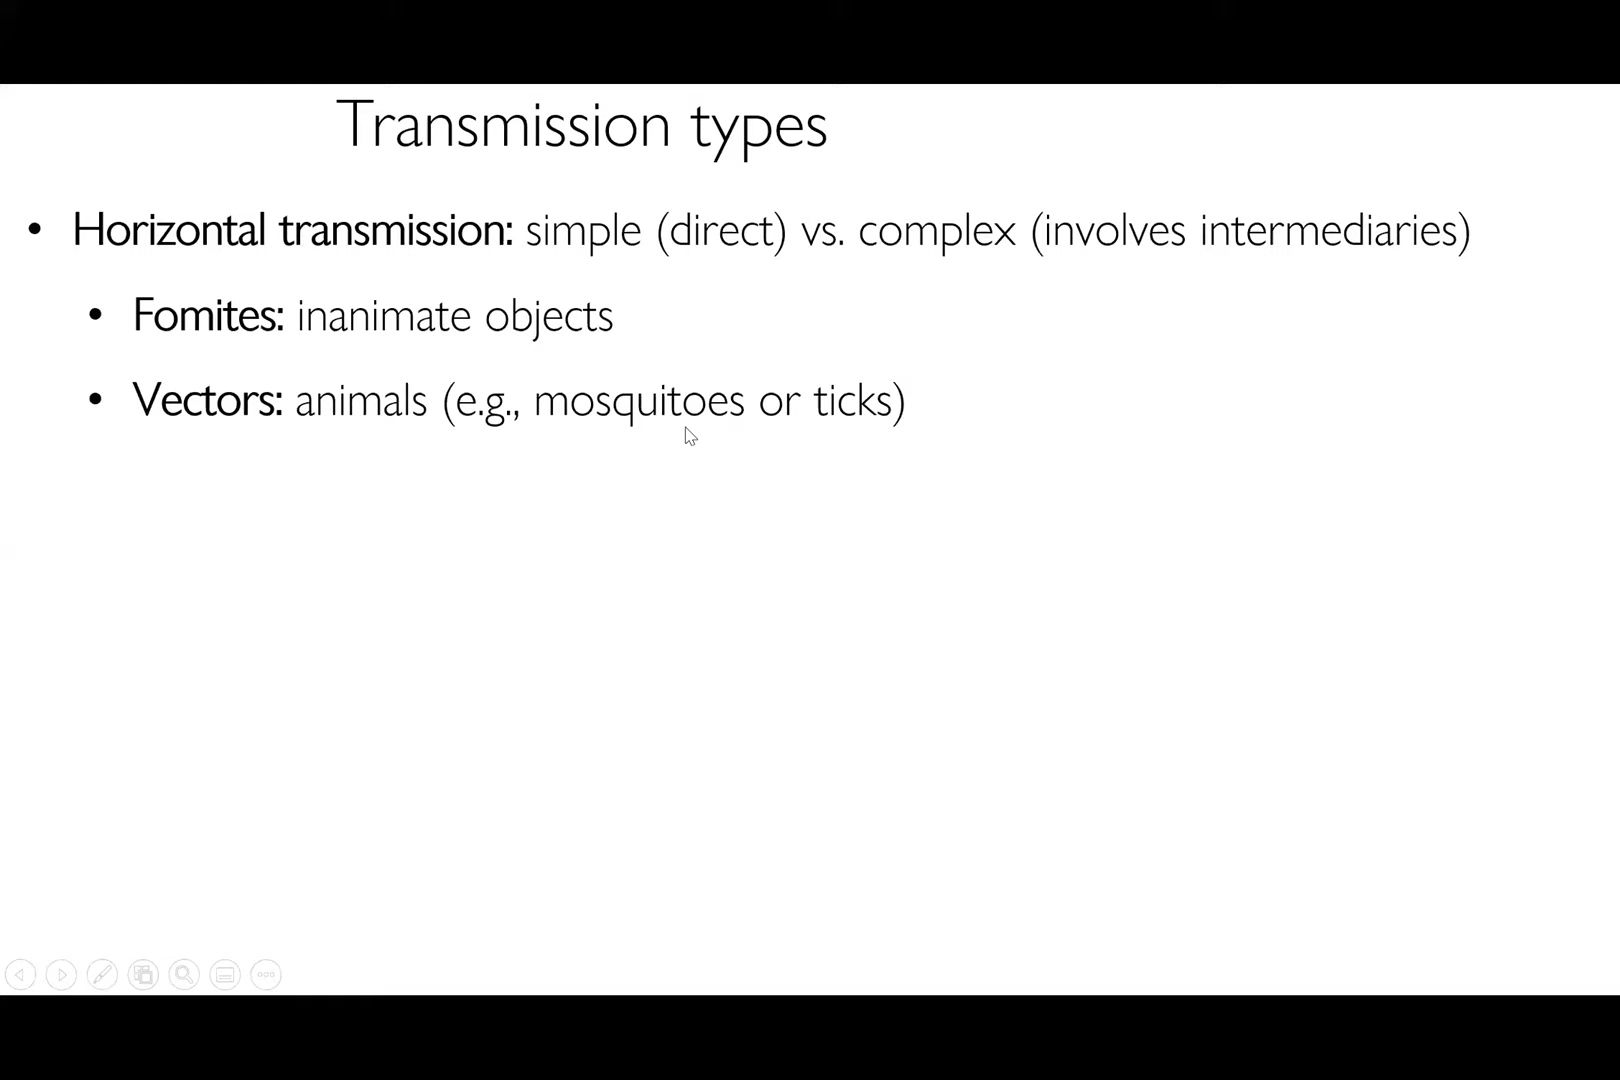 Transmission types
• Horizontal transmission: simple (direct) vs. complex (involves intermediaries)
• Fomites: inanimate objects
• Vectors: animals (e.g., mosquitoes or ticks)